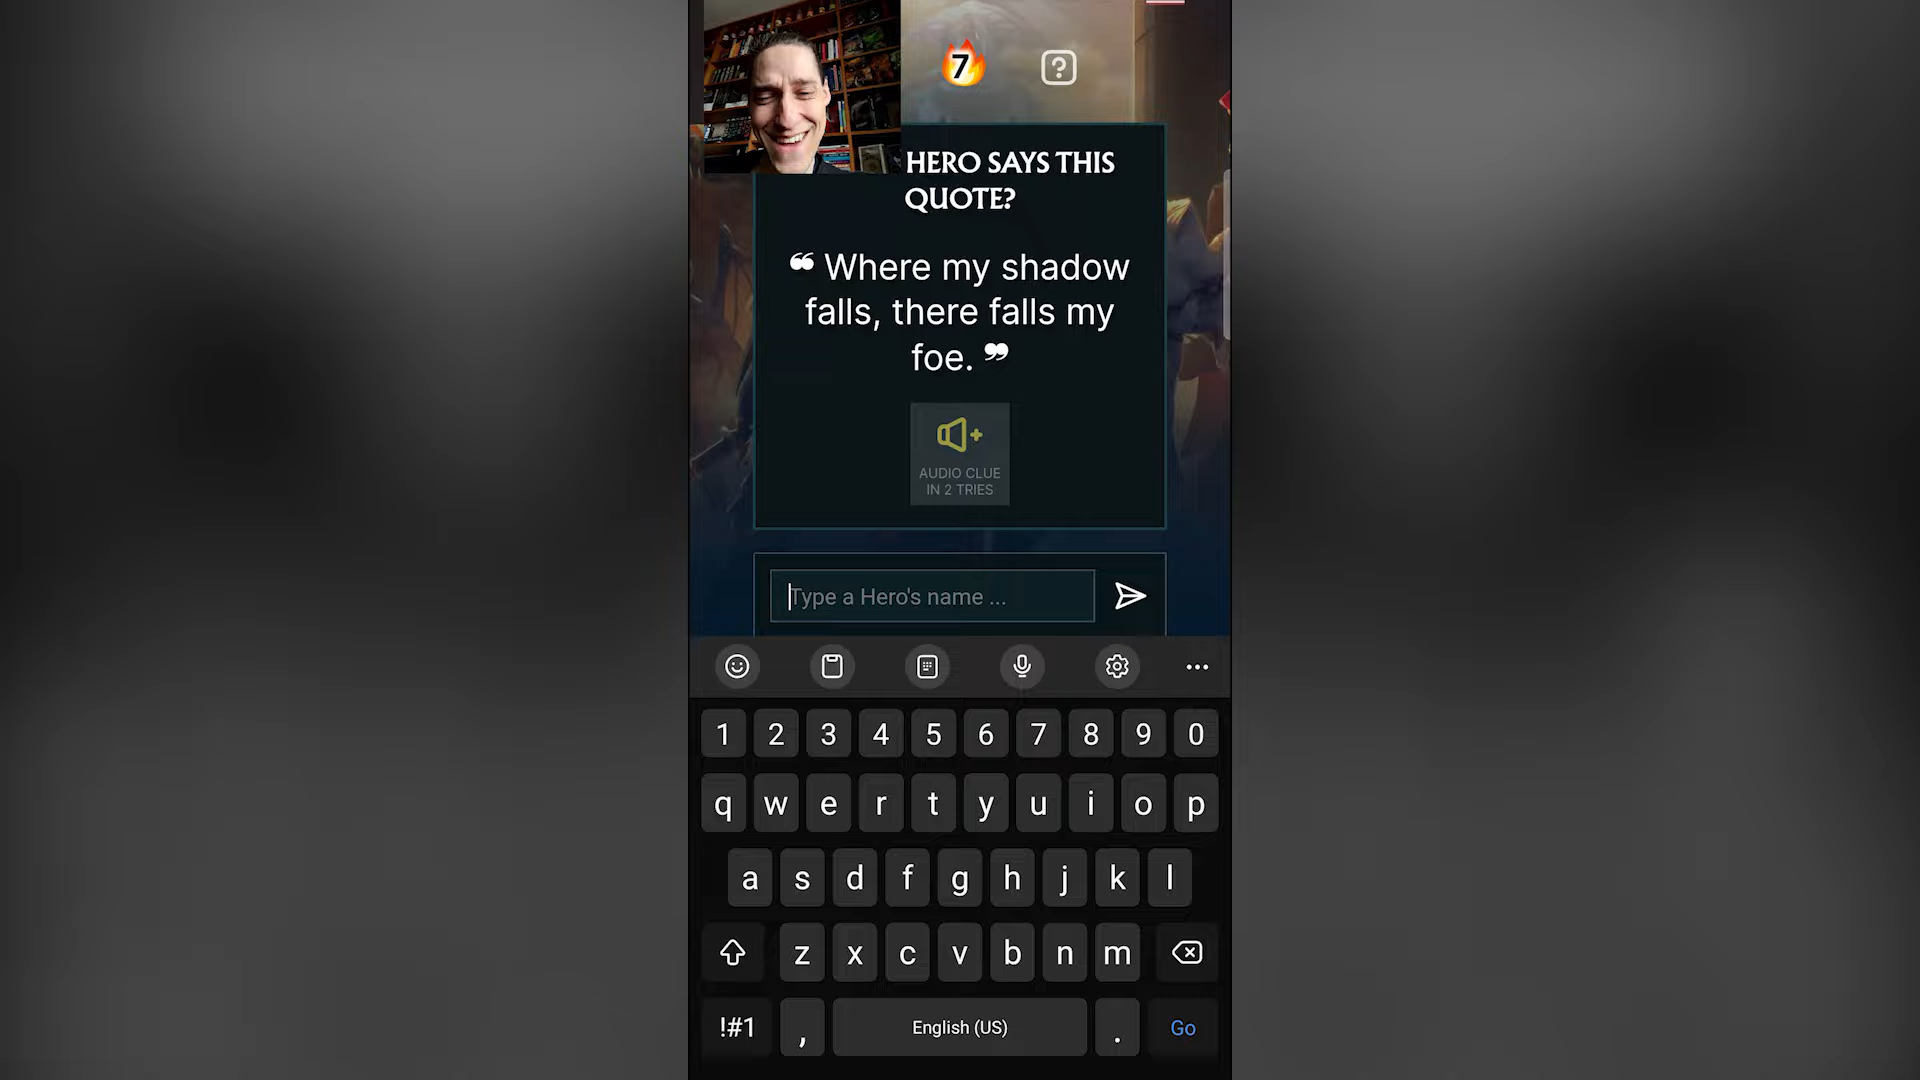 7
?
HERO SAYS THIS
QUOTE?
❝ Where my shadow
falls, there falls my
foe. ❞
AUDIO CLUE
IN 2 TRIES
Type a Hero's name ...
1 2 3 4 5 6 7 8 9 0
q w e r t y u i o p
a s d f g h j k l
z x c v b n m
!#1 , English (US) . Go